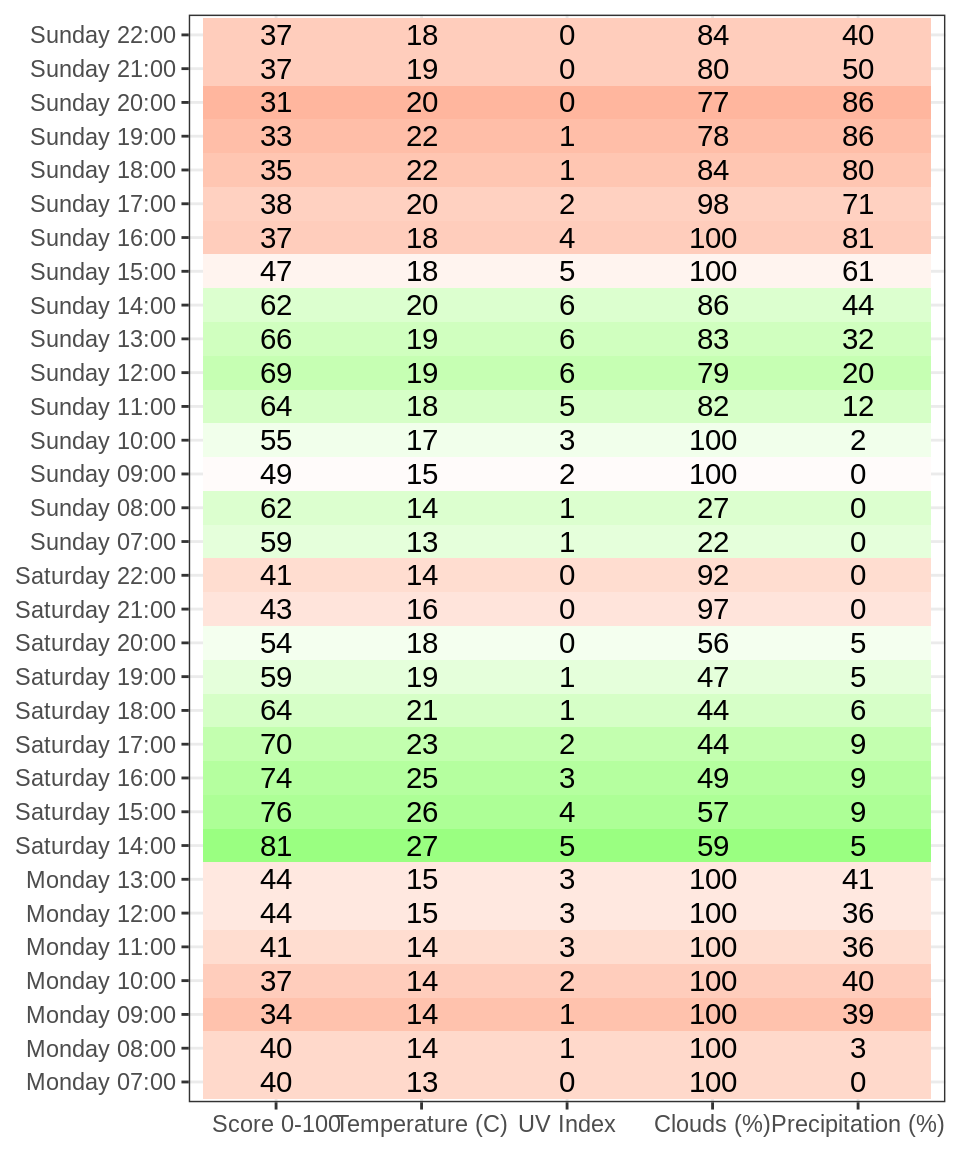 Sunday 22:00 37 18 0 84 40
Sunday 21:00 37 19 0 80 50
Sunday 20:00 31 20 0 77 86
Sunday 19:00 33 22 1 78 86
Sunday 18:00 35 22 1 84 80
Sunday 17:00 38 20 2 98 71
Sunday 16:00 37 18 4 100 81
Sunday 15:00 47 18 5 100 61
Sunday 14:00 62 20 6 86 44
Sunday 13:00 66 19 6 83 32
Sunday 12:00 69 19 6 79 20
Sunday 11:00 64 18 5 82 12
Sunday 10:00 55 17 3 100 2
Sunday 09:00 49 15 2 100 0
Sunday 08:00 62 14 1 27 0
Sunday 07:00 59 13 1 22 0
Saturday 22:00 41 14 0 92 0
Saturday 21:00 43 16 0 97 0
Saturday 20:00 54 18 0 56 5
Saturday 19:00 59 19 1 47 5
Saturday 18:00 64 21 1 44 6
Saturday 17:00 70 23 2 44 9
Saturday 16:00 74 25 3 49 9
Saturday 15:00 76 26 4 57 9
Saturday 14:00 81 27 5 59 5
Monday 13:00 44 15 3 100 41
Monday 12:00 44 15 3 100 36
Monday 11:00 41 14 3 100 36
Monday 10:00 37 14 2 100 40
Monday 09:00 34 14 1 100 39
Monday 08:00 40 14 1 100 3
Monday 07:00 40 13 0 100 0
Score 0-100 Temperature (C) UV Index Clouds (%) Precipitation (%)